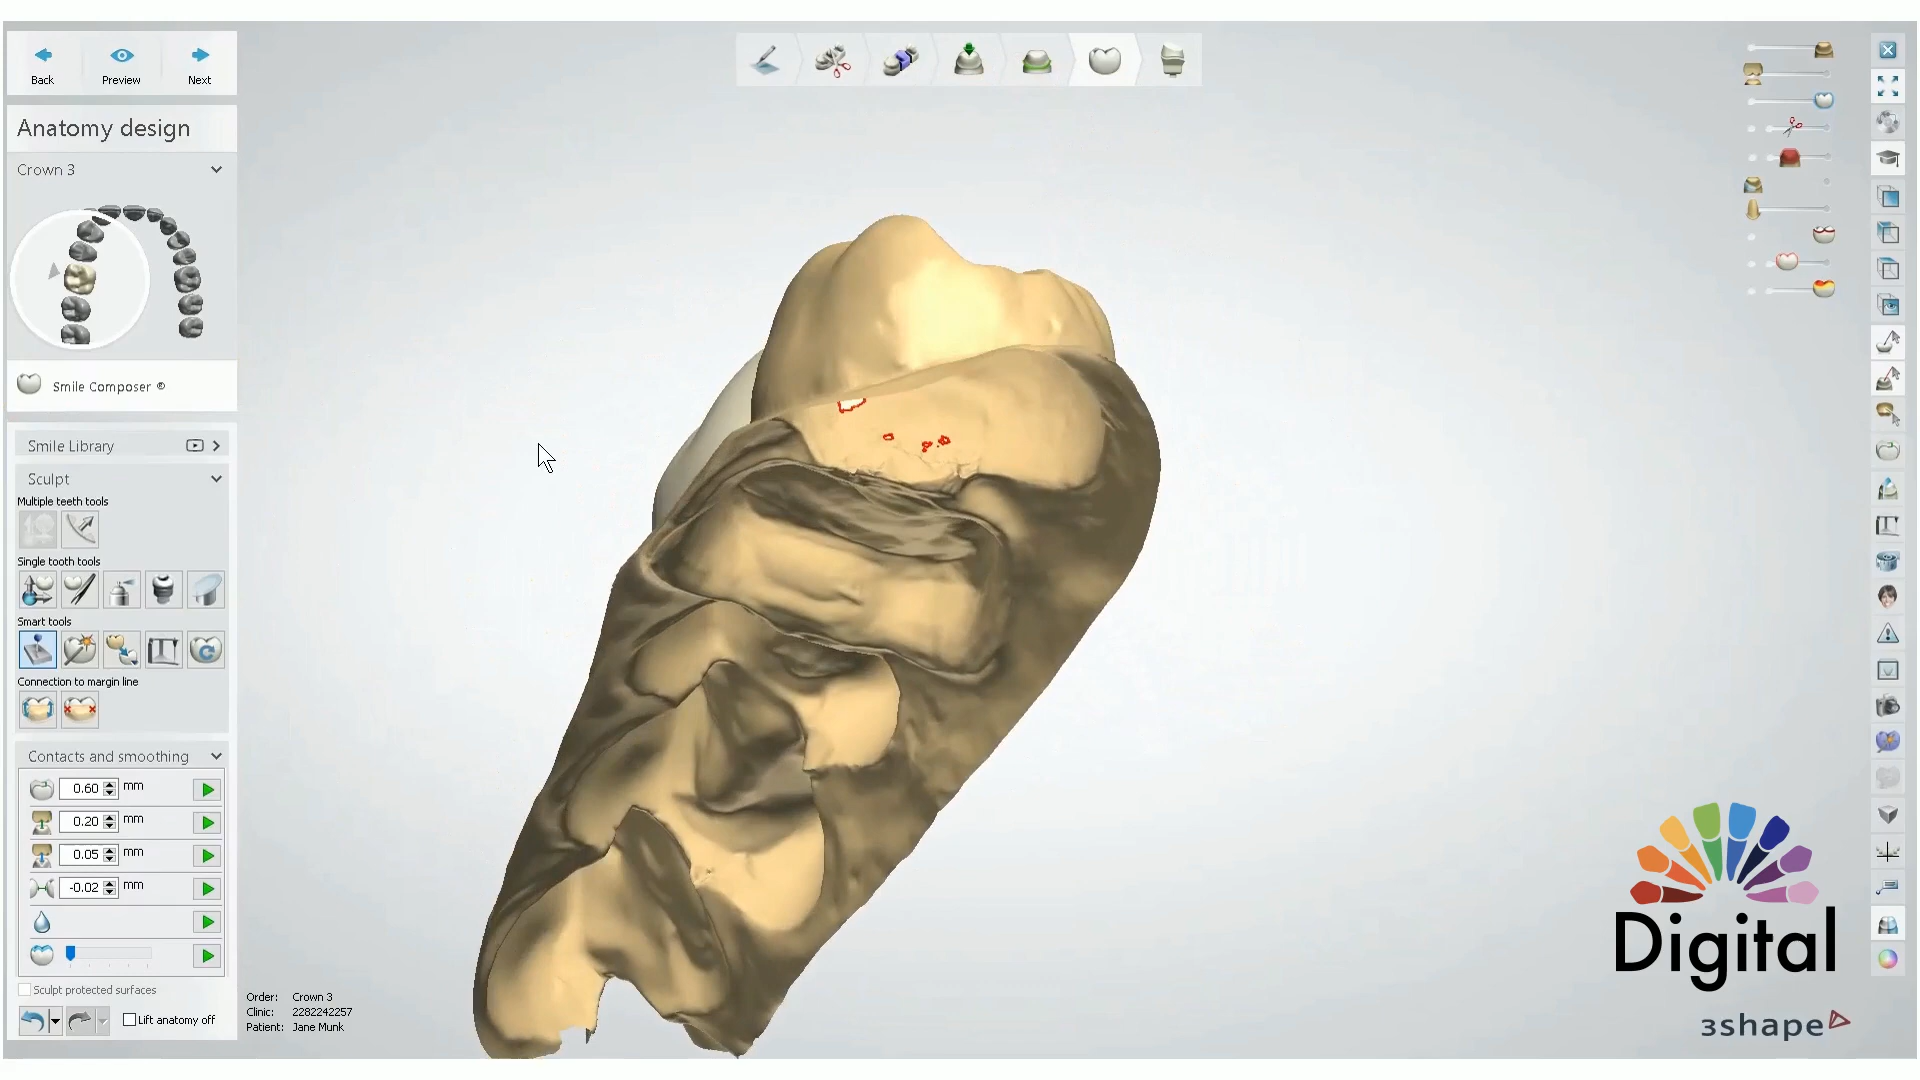 Back
Preview
Next
Anatomy design
Crown 3
Smile Composer ®
Smile Library
Sculpt
Multiple teeth tools
Single tooth tools
Smart tools
Connection to margin line
Contacts and smoothing
0.60 mm
0.20 mm
0.05 mm
-0.02 mm
Sculpt protected surfaces
Lift anatomy off
Order: Crown 3
Clinic: 2282242257
Patient: Jane Munk
Digital
3shape